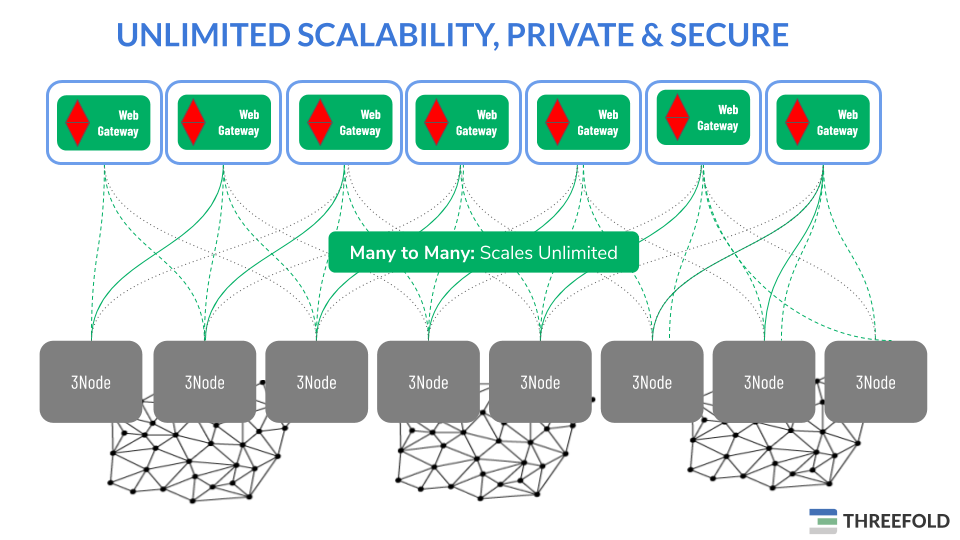 UNLIMITED SCALABILITY, PRIVATE & SECURE
Web
Gateway
Web
Gateway
Web
Gateway
Web
Gateway
Web
Gateway
Web
Gateway
Web
Gateway
Many to Many: Scales Unlimited
3Node
3Node
3Node
3Node
3Node
3Node
3Node
3Node
THREEFOLD